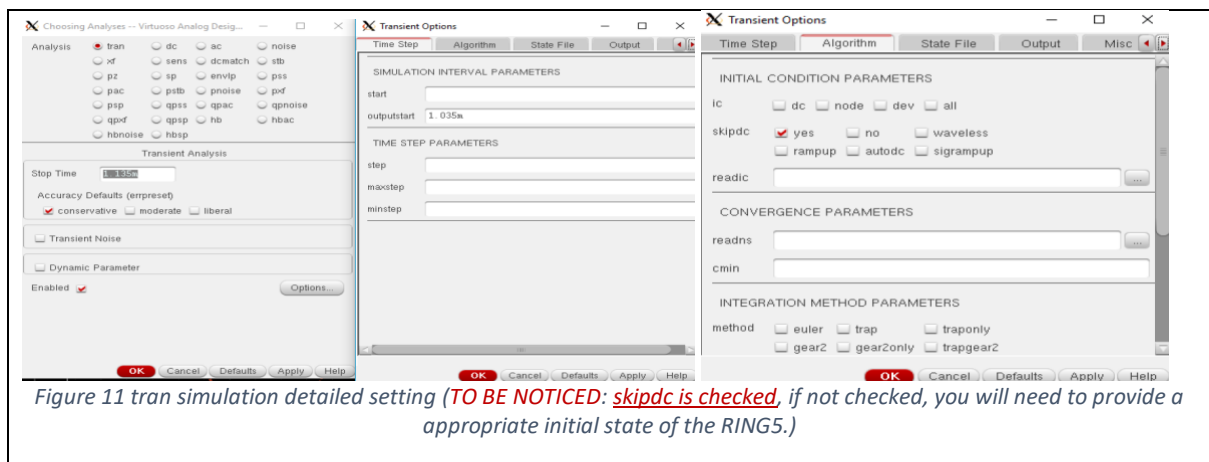 Choosing Analyses -- Virtuoso Analog Desig...
Analysis tran dc ac noise
xf sens dcmatch stb
pz sp envlp pss
pac pstb pnoise pxf
psp qpss qpac qpnoise
qpxf qpsp hb hbac
hbnoise hbsp
Transient Analysis
Stop Time 1.135m
Accuracy Defaults (errpreset)
conservative moderate liberal
Transient Noise
Dynamic Parameter
Enabled Options...
OK Cancel Defaults Apply Help
Transient Options
Time Step Algorithm State File Output
SIMULATION INTERVAL PARAMETERS
start
outputstart 1.035m
TIME STEP PARAMETERS
step
maxstep
minstep
OK Cancel Defaults Apply Help
Transient Options
Time Step Algorithm State File Output Misc
INITIAL CONDITION PARAMETERS
ic dc node dev all
skipdc yes no waveless
rampup autodc sigrampup
readic ...
CONVERGENCE PARAMETERS
readns ...
cmin
INTEGRATION METHOD PARAMETERS
method euler trap traponly
gear2 gear2only trapgear2
OK Cancel Defaults Apply Help
Figure 11 tran simulation detailed setting (TO BE NOTICED: skipdc is checked, if not checked, you will need to provide a
appropriate initial state of the RING5.)